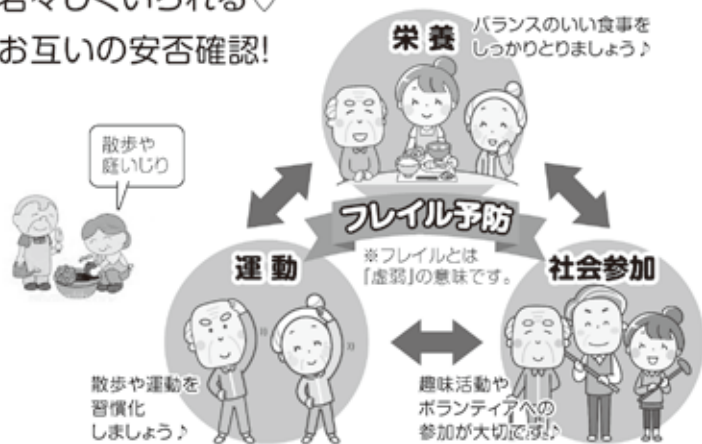 若々しくいられる♡
お互いの安否確認!
栄養
バランスのいい食事を
しっかりとりましょう♪
散歩や
庭いじり
フレイル予防
※フレイルとは
「虚弱」の意味です。
運動
社会参加
散歩や運動を
習慣化
しましょう♪
趣味活動や
ボランティアへの
参加が大切です♪